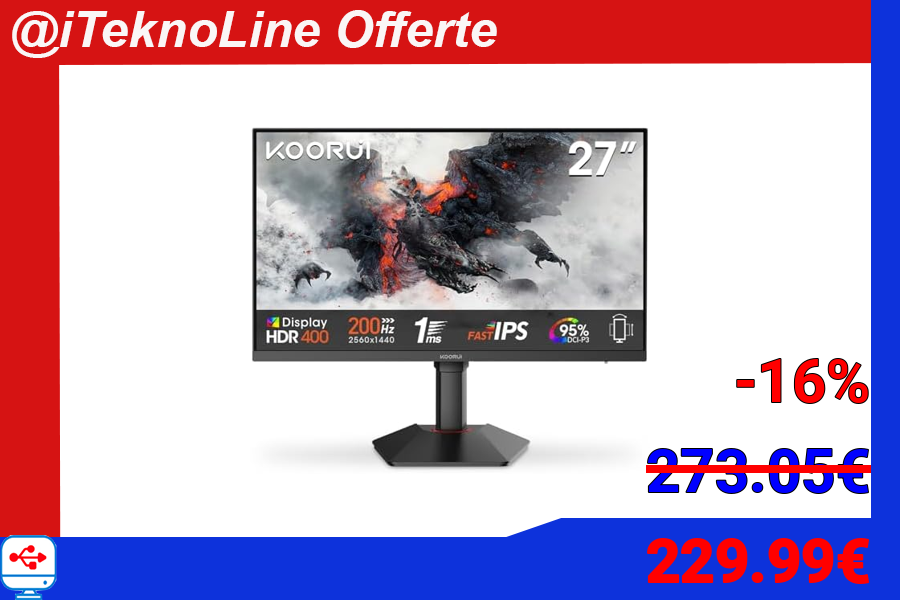 @iTeknoLine Offerte
KOORUI
27"
Display
HDR 400
200Hz
2560x1440
1ms
FAST IPS
95%
DCI-P3
KOORUI
-16%
273.05€
229.99€